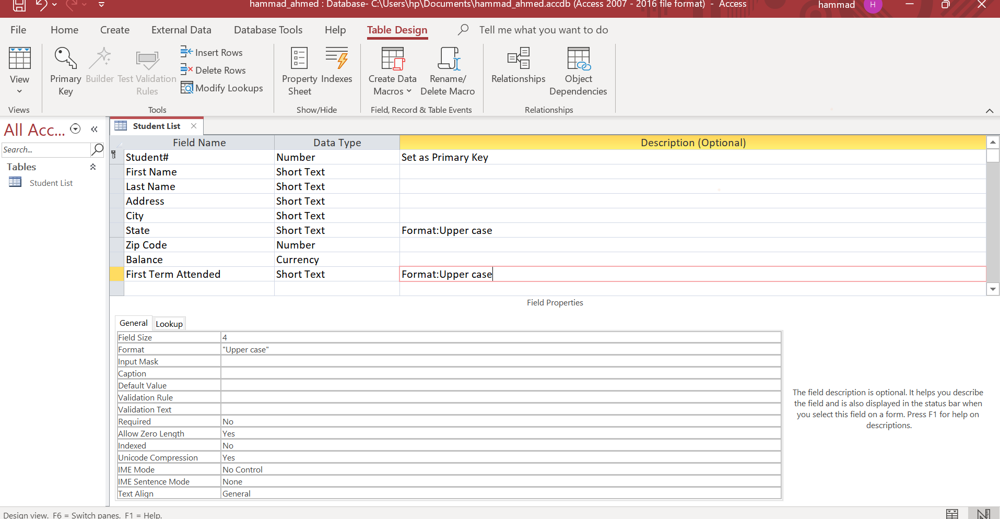 hammad_ahmed : Database- C:\Users\hp\Documents\hammad_ahmed.accdb (Access 2007 - 2016 file format) - Access
hammad
H
File Home Create External Data Database Tools Help Table Design Tell me what you want to do
View
Views
Primary Key
Builder
Test Validation Rules
Insert Rows
Delete Rows
Modify Lookups
Tools
Property Sheet
Indexes
Show/Hide
Create Data Macros
Rename/ Delete Macro
Field, Record & Table Events
Relationships
Object Dependencies
Relationships
All Acc...
Search...
Tables
Student List
Student List
Field Name Data Type Description (Optional)
Student# Number Set as Primary Key
First Name Short Text
Last Name Short Text
Address Short Text
City Short Text
State Short Text Format:Upper case
Zip Code Number
Balance Currency
First Term Attended Short Text Format:Upper case
Field Properties
General Lookup
Field Size 4
Format "Upper case"
Input Mask
Caption
Default Value
Validation Rule
Validation Text
Required No
Allow Zero Length Yes
Indexed No
Unicode Compression Yes
IME Mode No Control
IME Sentence Mode None
Text Align General
The field description is optional. It helps you describe
the field and is also displayed in the status bar when
you select this field on a form. Press F1 for help on
descriptions.
Design view. F6 = Switch panes. F1 = Help.